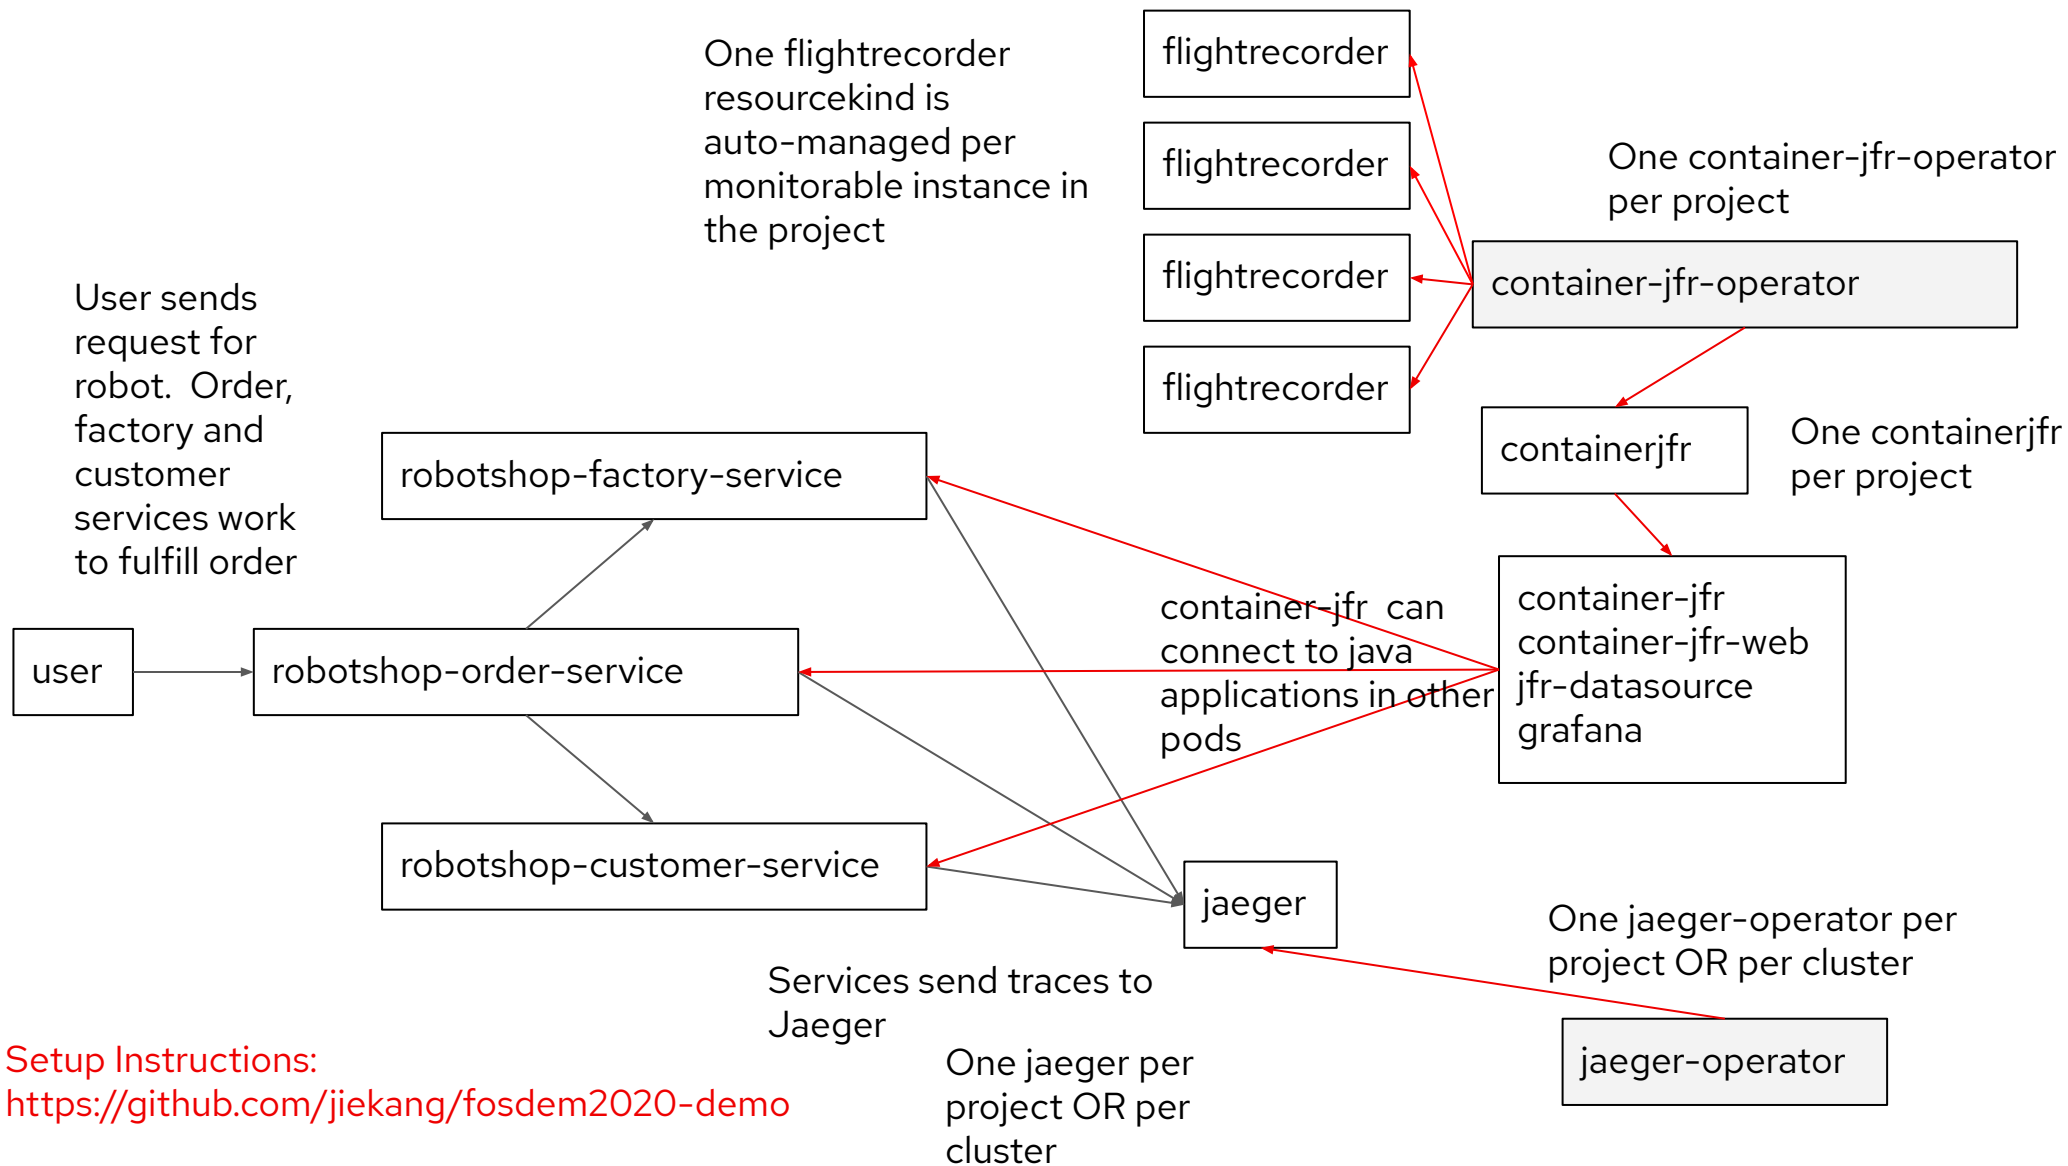 One flightrecorder
resourcekind is
auto-managed per
monitorable instance in
the project
flightrecorder
flightrecorder
flightrecorder
flightrecorder
One container-jfr-operator
per project
container-jfr-operator
User sends
request for
robot.  Order,
factory and
customer
services work
to fulfill order
containerjfr
One containerjfr
per project
robotshop-factory-service
container-jfr  can
connect to java
applications in other
pods
container-jfr
container-jfr-web
jfr-datasource
grafana
user
robotshop-order-service
robotshop-customer-service
jaeger
One jaeger-operator per
project OR per cluster
Services send traces to
Jaeger
jaeger-operator
One jaeger per
project OR per
cluster
Setup Instructions:
https://github.com/jiekang/fosdem2020-demo